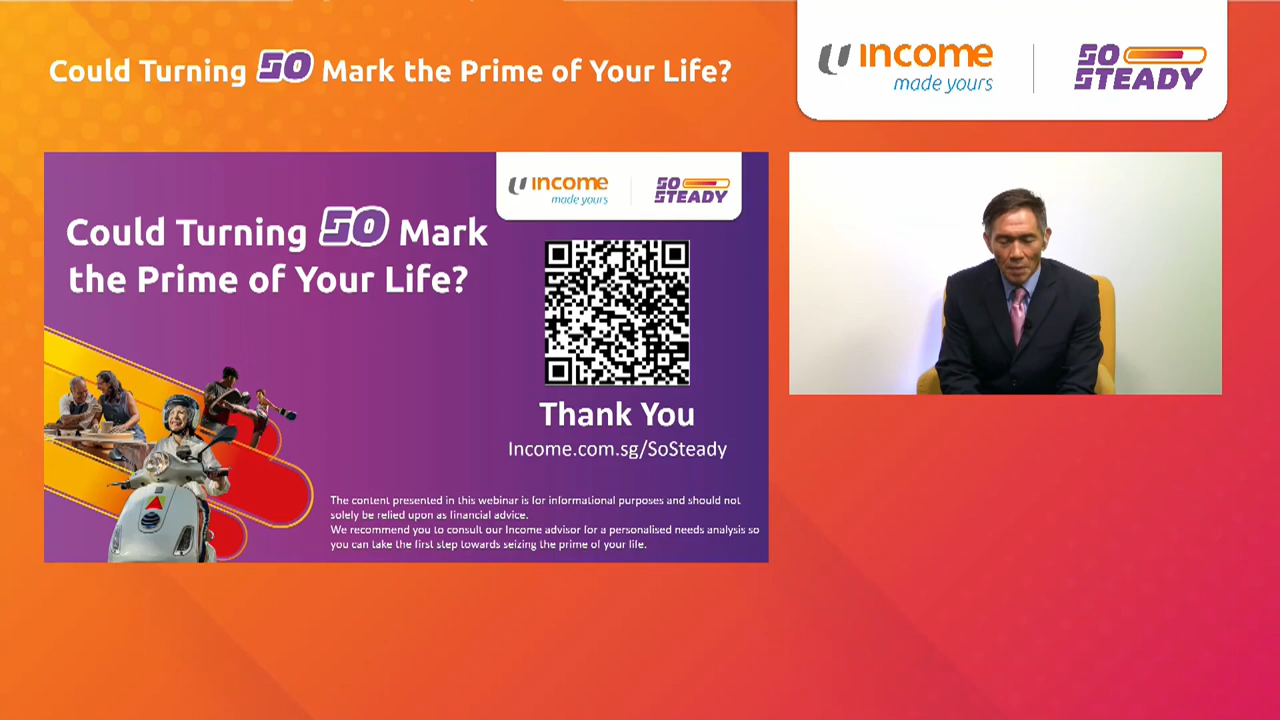 Could Turning 50 Mark the Prime of Your Life?
income
made yours
SO
STEADY
income
made yours
SO
STEADY
Could Turning 50 Mark
the Prime of Your Life?
Thank You
Income.com.sg/SoSteady
The content presented in this webinar is for informational purposes and should not
solely be relied upon as financial advice.
We recommend you to consult our Income advisor for a personalised needs analysis so
you can take the first step towards seizing the prime of your life.